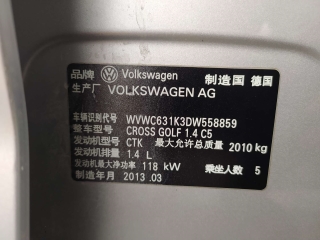 品牌 Volkswagen 制造国 德国
生产厂 VOLKSWAGEN AG
车辆识别代号 WVWC631K3DW558859
整车型号 CROSS GOLF 1.4 C5
发动机型号 CTK 最大允许总质量 2010 kg
发动机排量 1.4 L
发动机最大净功率 118 kW 乘坐人数 5
制造年月 2013 .03